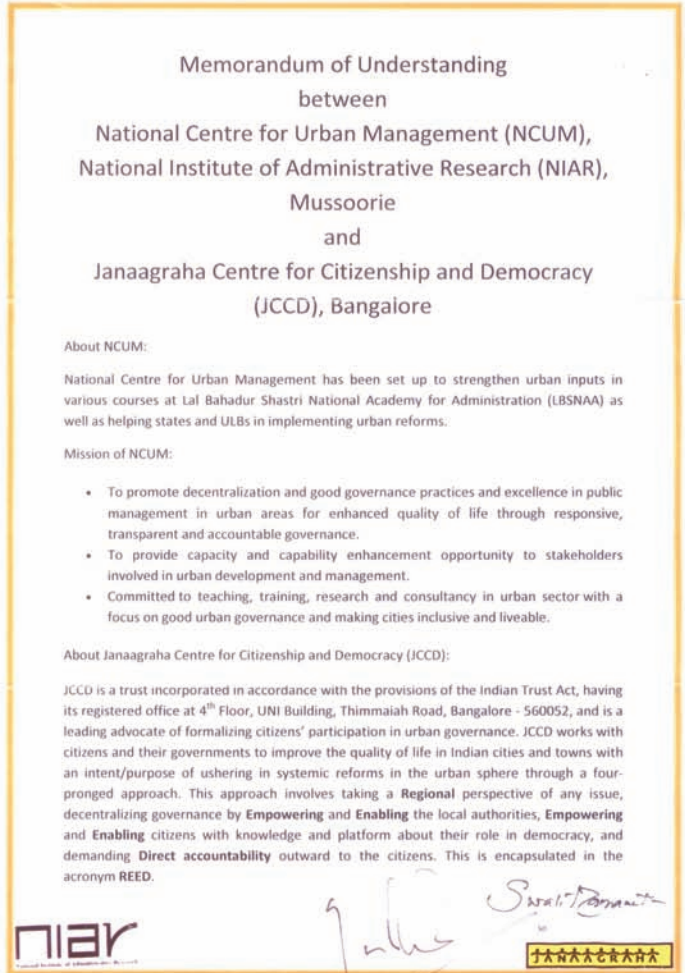 Memorandum of Understanding
between
National Centre for Urban Management (NCUM),
National Institute of Administrative Research (NIAR),
Mussoorie
and
Janaagraha Centre for Citizenship and Democracy
(JCCD), Bangalore
About NCUM:
National Centre for Urban Management has been set up to strengthen urban inputs in
various courses at Lal Bahadur Shastri National Academy for Administration (LBSNAA) as
well as helping states and ULBs in implementing urban reforms.
Mission of NCUM:
• To promote decentralization and good governance practices and excellence in public
management in urban areas for enhanced quality of life through responsive,
transparent and accountable governance.
• To provide capacity and capability enhancement opportunity to stakeholders
involved in urban development and management.
• Committed to teaching, training, research and consultancy in urban sector with a
focus on good urban governance and making cities inclusive and liveable.
About Janaagraha Centre for Citizenship and Democracy (JCCD):
JCCD is a trust incorporated in accordance with the provisions of the Indian Trust Act, having
its registered office at 4th Floor, UNI Building, Thimmaiah Road, Bangalore - 560052, and is a
leading advocate of formalizing citizens' participation in urban governance. JCCD works with
citizens and their governments to improve the quality of life in Indian cities and towns with
an intent/purpose of ushering in systemic reforms in the urban sphere through a four-
pronged approach. This approach involves taking a Regional perspective of any issue,
decentralizing governance by Empowering and Enabling the local authorities, Empowering
and Enabling citizens with knowledge and platform about their role in democracy, and
demanding Direct accountability outward to the citizens. This is encapsulated in the
acronym REED.
niar
National Institute of Administrative Research
JANAAGRAHA